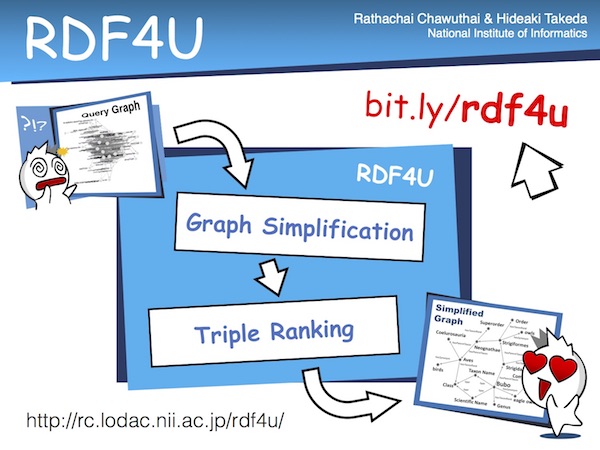 RDF4U
Rathachai Chawuthai & Hideaki Takeda
National Institute of Informatics
bit.ly/rdf4u
?!?
Query Graph
RDF4U
Graph Simplification
Triple Ranking
Simplified
Graph
Superorder
Order
owls
Coelurosauria
Neognathae
Strigiformes
Aves
birds
Taxon Name
Class
Bubo
eagle
Scientific Name
Genus
http://rc.lodac.nii.ac.jp/rdf4u/